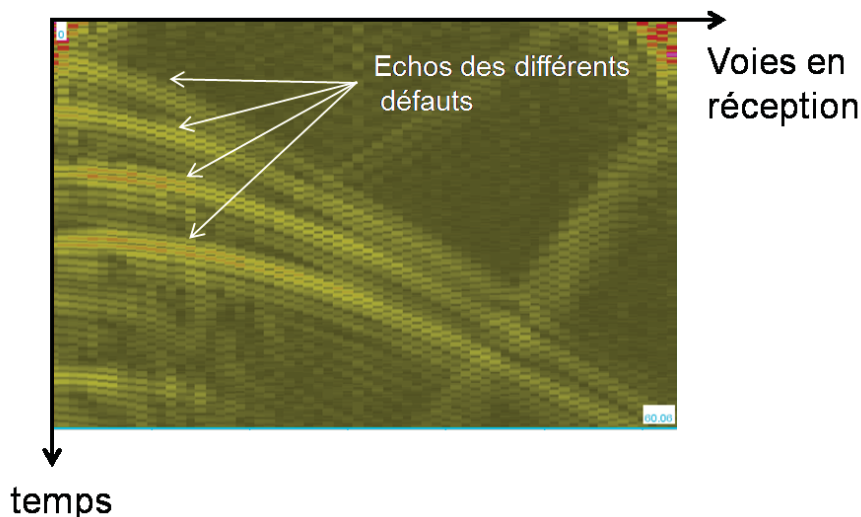 0
Echos des différents
défauts
Voies en
réception
60.06
temps